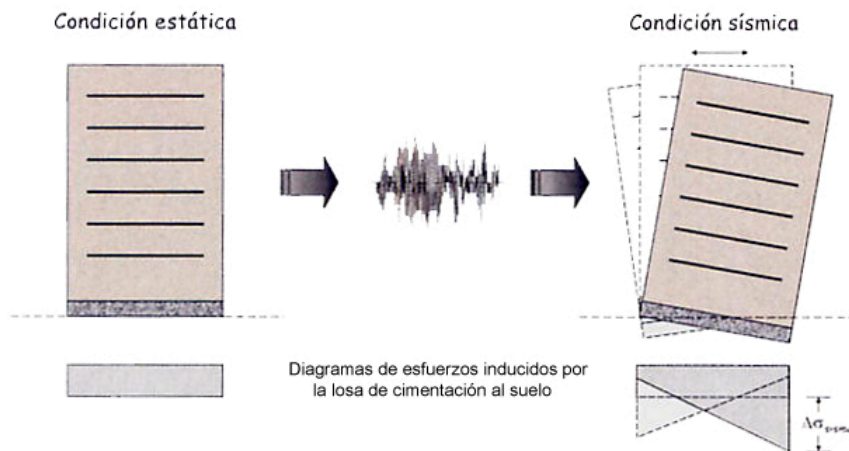 Condición estática
Condición sísmica
Diagramas de esfuerzos inducidos por
la losa de cimentación al suelo